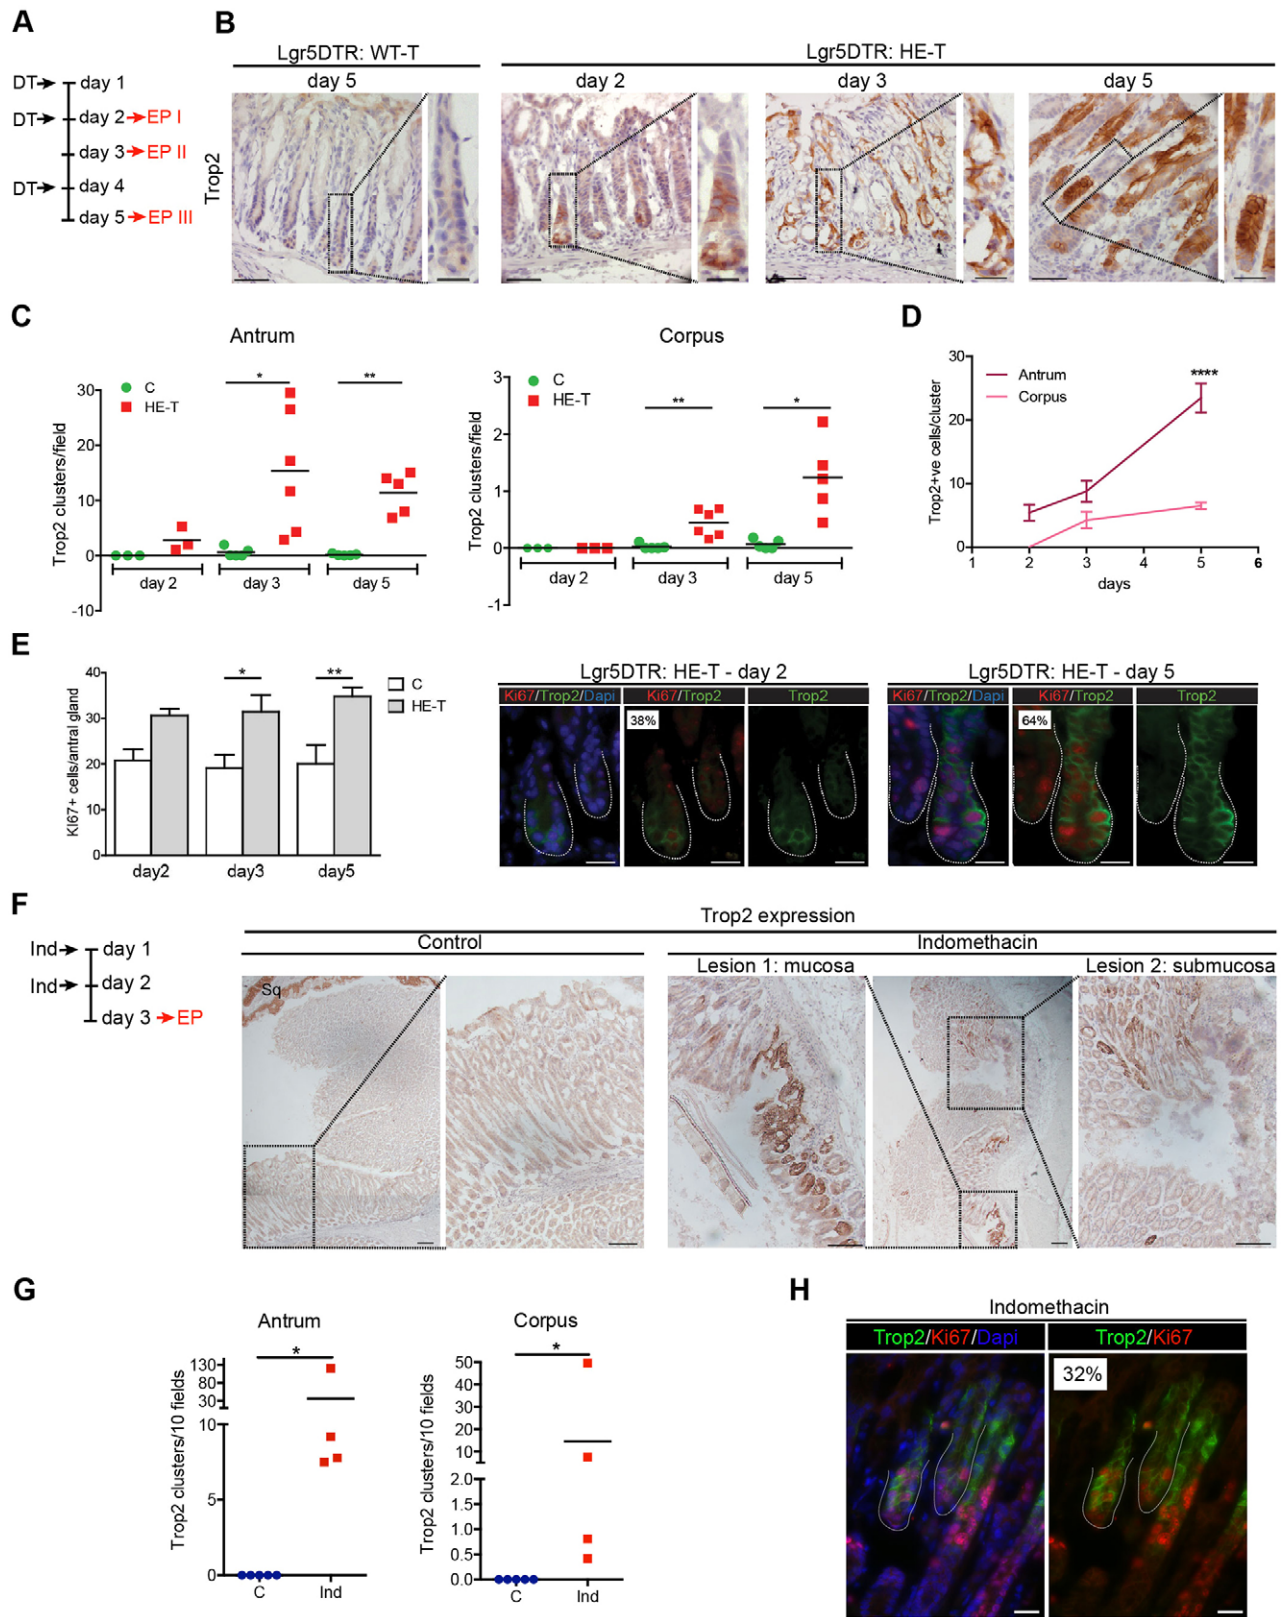 A
DT
day 1
DT
day 2
EP I
day 3
EP II
DT
day 4
day 5
EP III
B
Lgr5DTR: WT-T
Lgr5DTR: HE-T
day 5
day 2
day 3
day 5
Trop2
C
Antrum
C
HE-T
Trop2 clusters/field
30
20
10
0
-10
day 2
day 3
day 5
*
**
Corpus
C
HE-T
Trop2 clusters/field
3
2
1
0
-1
day 2
day 3
day 5
**
*
D
Antrum
Corpus
****
Trop2+ve cells/cluster
30
20
10
0
1
2
3
4
5
6
days
E
KI67+ cells/antral gland
40
30
20
10
0
*
**
C
HE-T
day2
day3
day5
Lgr5DTR: HE-T - day 2
Ki67/Trop2/Dapi
Ki67/Trop2
Trop2
38%
Lgr5DTR: HE-T - day 5
Ki67/Trop2/Dapi
Ki67/Trop2
Trop2
64%
F
Ind
day 1
Ind
day 2
day 3
EP
Trop2 expression
Control
Indomethacin
Lesion 1: mucosa
Lesion 2: submucosa
Sq
G
Antrum
*
Trop2 clusters/10 fields
130
80
30
10
5
0
C
Ind
Corpus
*
Trop2 clusters/10 fields
50
40
30
20
10
2.0
1.5
1.0
0.5
0.0
C
Ind
H
Indomethacin
Trop2/Ki67/Dapi
Trop2/Ki67
32%